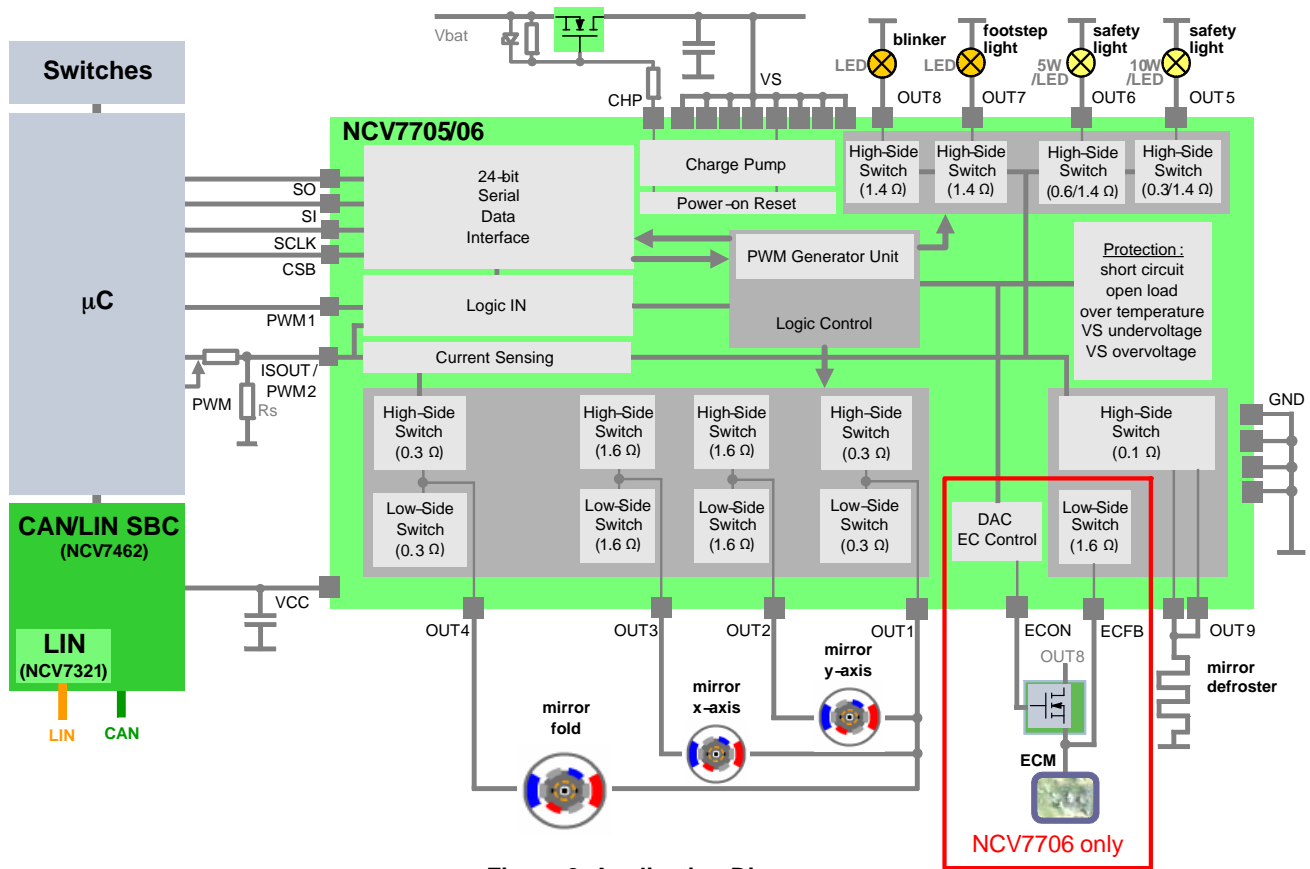 Switches
µC
CAN/LIN SBC
(NCV7462)
LIN
(NCV7321)
LIN
CAN
Vbat
CHP
VS
blinker
LED
OUT8
footstep
light
LED
OUT7
safety
light
5W
/LED
OUT6
safety
light
10W
/LED
OUT5
NCV7705/06
SO
SI
SCLK
CSB
PWM1
ISOUT/
PWM2
PWM
Rs
VCC
24-bit
Serial
Data
Interface
Logic IN
Current Sensing
Charge Pump
Power-on Reset
PWM Generator Unit
Logic Control
High-Side
Switch
(1.4 Ω)
High-Side
Switch
(1.4 Ω)
High-Side
Switch
(0.6/1.4 Ω)
High-Side
Switch
(0.3/1.4 Ω)
Protection :
short circuit
open load
over temperature
VS undervoltage
VS overvoltage
GND
High-Side
Switch
(0.3 Ω)
High-Side
Switch
(1.6 Ω)
High-Side
Switch
(1.6 Ω)
High-Side
Switch
(0.3 Ω)
High-Side
Switch
(0.1 Ω)
Low-Side
Switch
(0.3 Ω)
Low-Side
Switch
(1.6 Ω)
Low-Side
Switch
(1.6 Ω)
Low-Side
Switch
(0.3 Ω)
DAC
EC Control
Low-Side
Switch
(1.6 Ω)
OUT4
OUT3
OUT2
OUT1
ECON
ECFB
OUT9
OUT8
mirror
fold
mirror
x-axis
mirror
y-axis
mirror
defroster
ECM
NCV7706 only